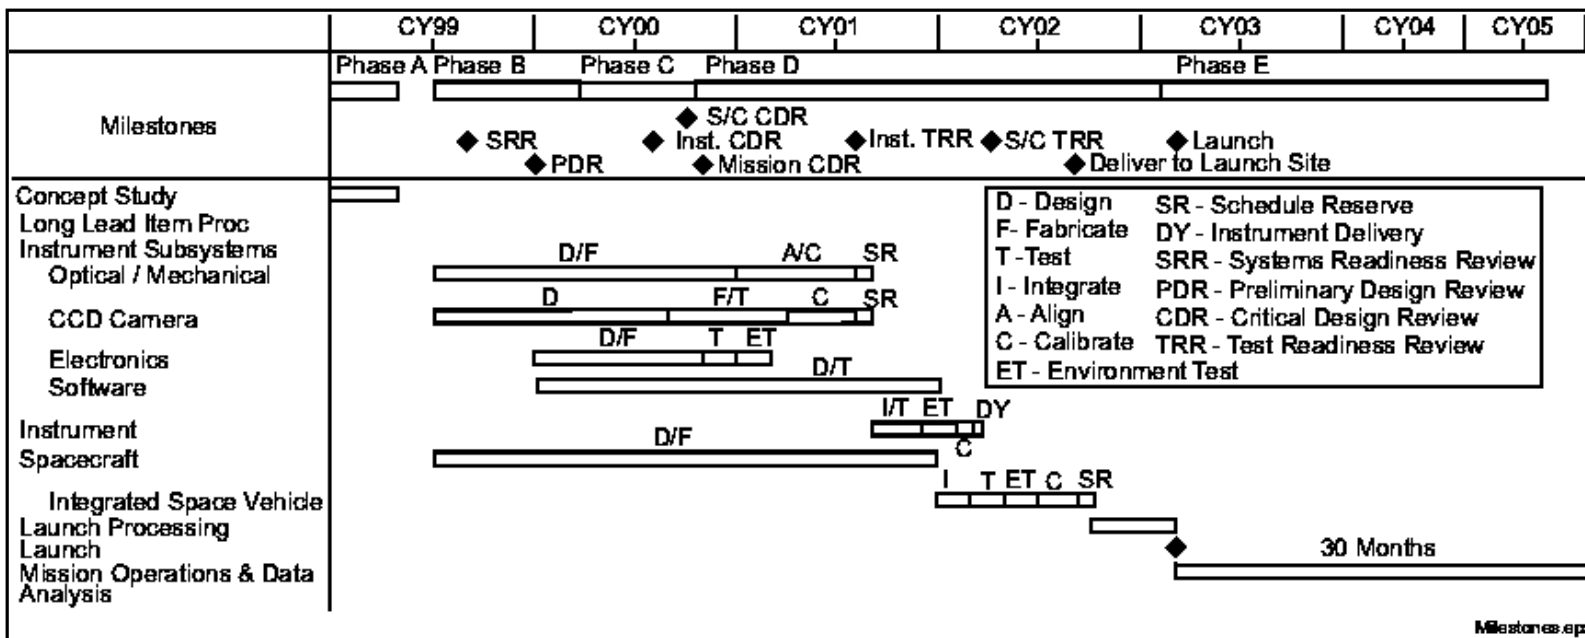 CY99 CY00 CY01 CY02 CY03 CY04 CY05
Phase A Phase B Phase C Phase D Phase E
Milestones
S/C CDR
SRR Inst. CDR Inst. TRR S/C TRR Launch
PDR Mission CDR Deliver to Launch Site
Concept Study
Long Lead Item Proc
Instrument Subsystems
D/F A/C SR
Optical / Mechanical
D F/T C SR
CCD Camera
D/F T ET
Electronics
D/T
Software
I/T ET DY
Instrument
C
D/F
Spacecraft
I T ET C SR
Integrated Space Vehicle
Launch Processing
Launch
30 Months
Mission Operations & Data
Analysis
D - Design
F- Fabricate
T -Test
I - Integrate
A - Align
C - Calibrate
ET - Environment Test
SR - Schedule Reserve
DY - Instrument Delivery
SRR - Systems Readiness Review
PDR - Preliminary Design Review
CDR - Critical Design Review
TRR - Test Readiness Review
Milestones.eps